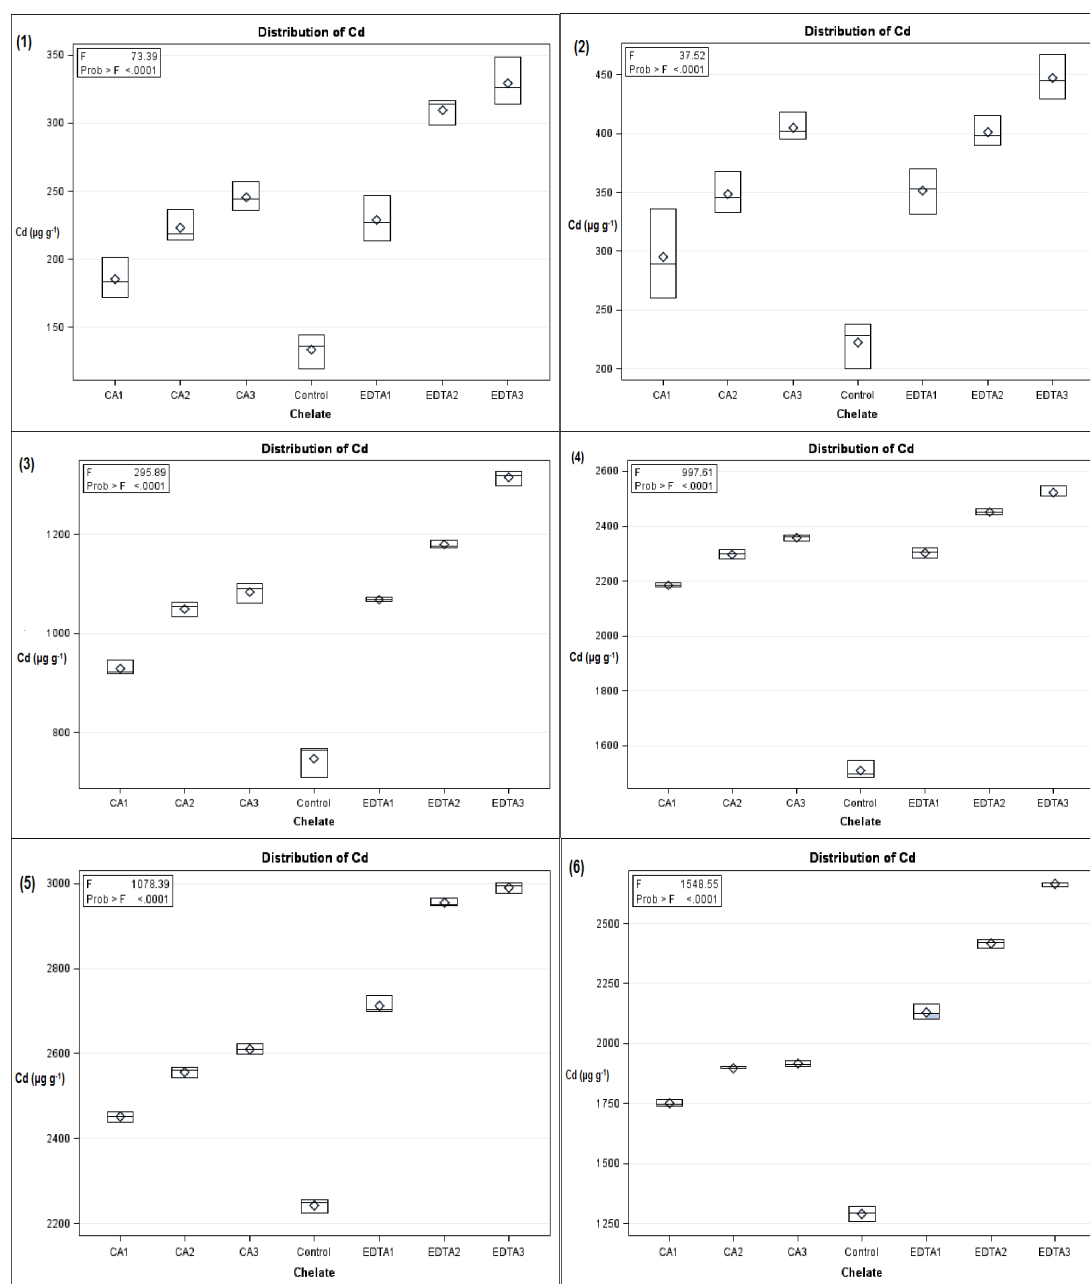 (1)
Distribution of Cd
F 73.39
Prob > F <.0001
350
300
250
200
150
Cd (µg g-1)
CA1 CA2 CA3 Control EDTA1 EDTA2 EDTA3
Chelate
(2)
Distribution of Cd
F 37.52
Prob > F <.0001
450
400
350
300
250
200
Cd (µg g-1)
CA1 CA2 CA3 Control EDTA1 EDTA2 EDTA3
Chelate
(3)
Distribution of Cd
F 295.89
Prob > F <.0001
1200
1000
800
Cd (µg g-1)
CA1 CA2 CA3 Control EDTA1 EDTA2 EDTA3
Chelate
(4)
Distribution of Cd
F 997.61
Prob > F <.0001
2600
2400
2200
2000
1800
1600
Cd (µg g-1)
CA1 CA2 CA3 Control EDTA1 EDTA2 EDTA3
Chelate
(5)
Distribution of Cd
F 1078.39
Prob > F <.0001
3000
2800
2600
2400
2200
Cd (µg g-1)
CA1 CA2 CA3 Control EDTA1 EDTA2 EDTA3
Chelate
(6)
Distribution of Cd
F 1548.55
Prob > F <.0001
2500
2250
2000
1750
1500
1250
Cd (µg g-1)
CA1 CA2 CA3 Control EDTA1 EDTA2 EDTA3
Chelate